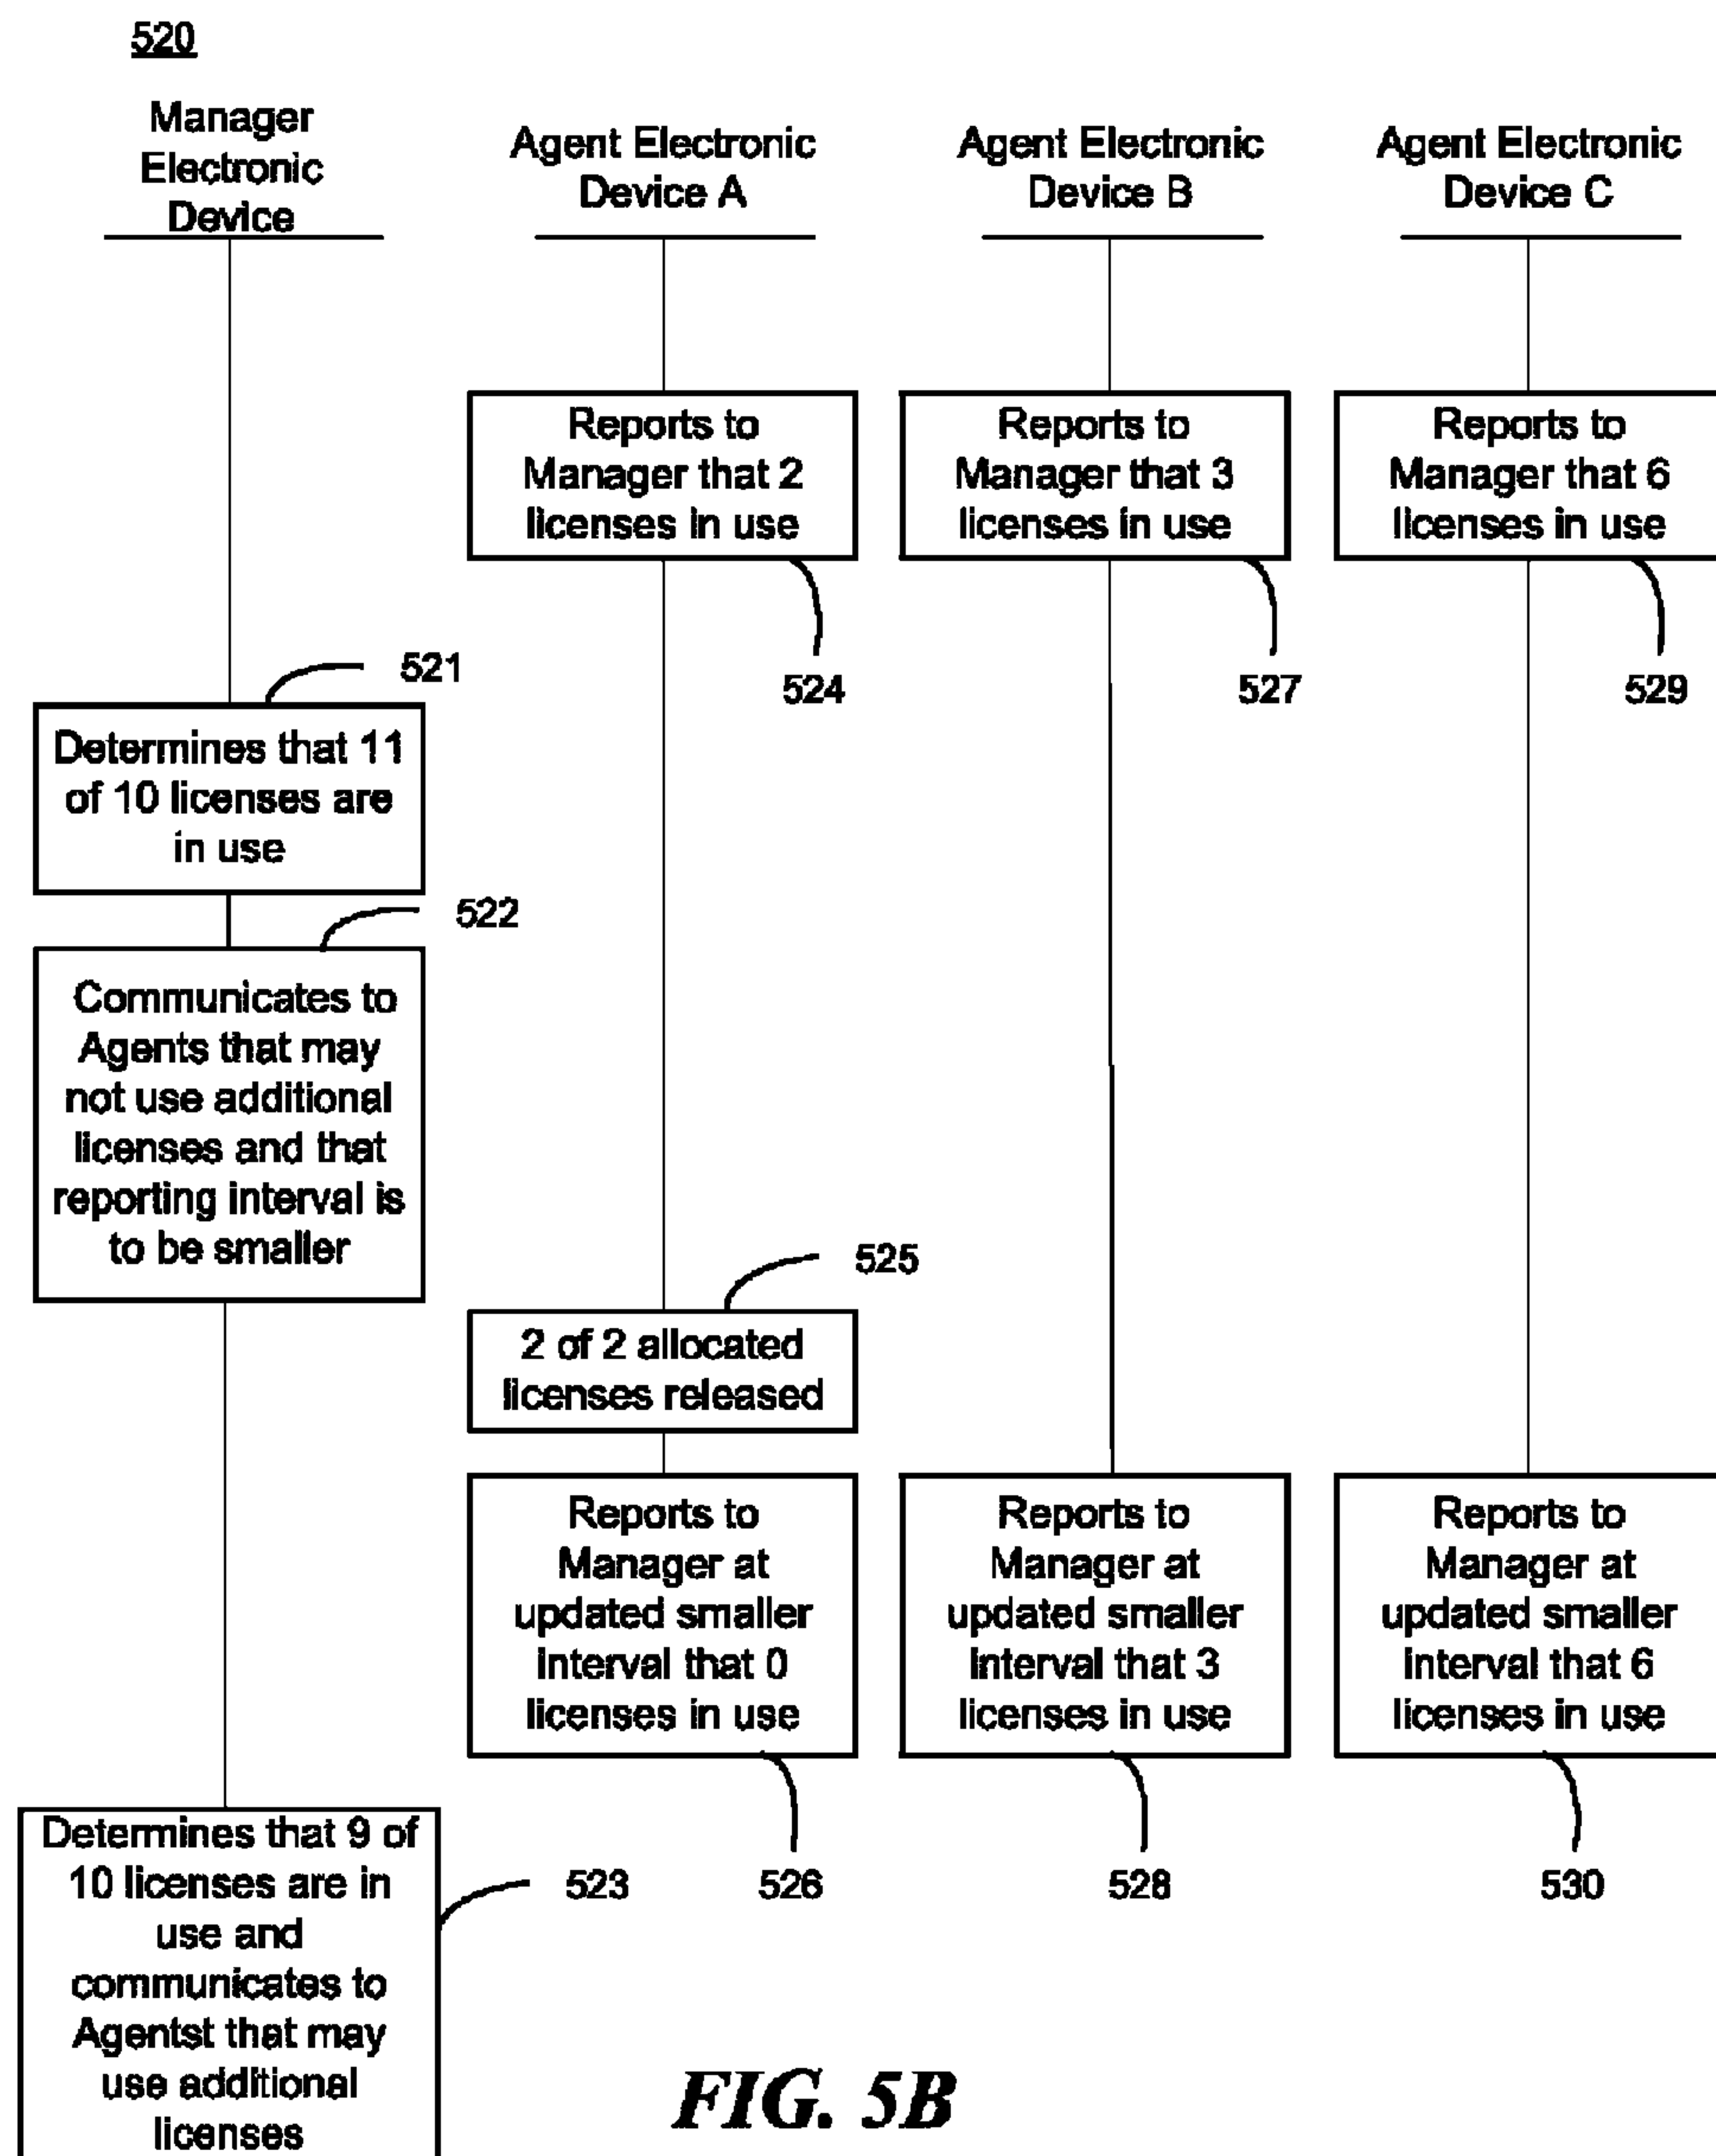 520
Manager
Electronic
Device
Agent Electronic
Device A
Agent Electronic
Device B
Agent Electronic
Device C
Reports to
Manager that 2
licenses in use
524
Reports to
Manager that 3
licenses in use
527
Reports to
Manager that 6
licenses in use
529
521
Determines that 11
of 10 licenses are
in use
522
Communicates to
Agents that may
not use additional
licenses and that
reporting interval is
to be smaller
525
2 of 2 allocated
licenses released
Reports to
Manager at
updated smaller
interval that 0
licenses in use
526
Reports to
Manager at
updated smaller
interval that 3
licenses in use
528
Reports to
Manager at
updated smaller
interval that 6
licenses in use
530
Determines that 9 of
10 licenses are in
use and
communicates to
Agentst that may
use additional
licenses
523
FIG. 5B